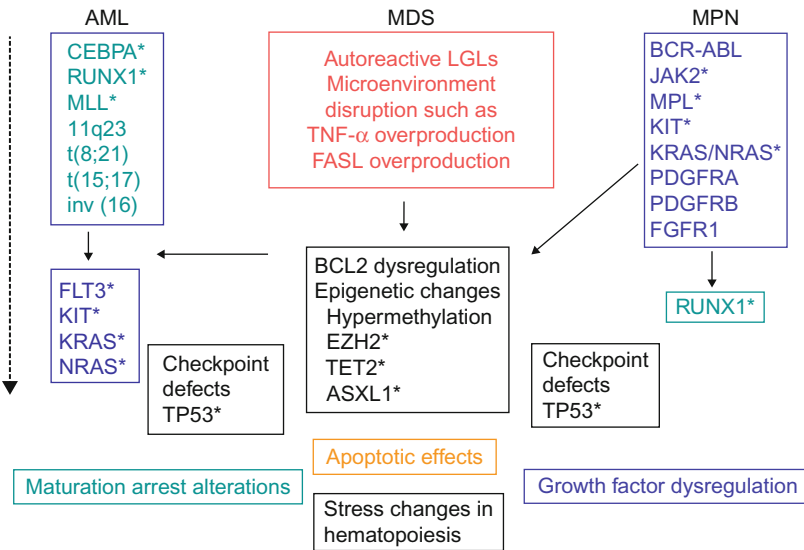 AML
MDS
MPN
CEBPA*
RUNX1*
MLL*
11q23
t(8;21)
t(15;17)
inv (16)
Autoreactive LGLs
Microenvironment
disruption such as
TNF-α overproduction
FASL overproduction
BCR-ABL
JAK2*
MPL*
KIT*
KRAS/NRAS*
PDGFRA
PDGFRB
FGFR1
FLT3*
KIT*
KRAS*
NRAS*
BCL2 dysregulation
Epigenetic changes
Hypermethylation
EZH2*
TET2*
ASXL1*
RUNX1*
Checkpoint
defects
TP53*
Checkpoint
defects
TP53*
Apoptotic effects
Maturation arrest alterations
Growth factor dysregulation
Stress changes in
hematopoiesis